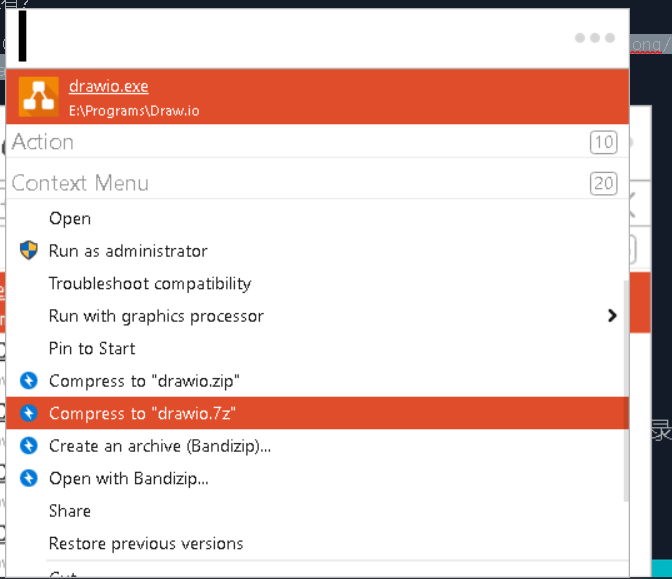 ong/
drawio.exe
E:\Programs\Draw.io
Action 10
Context Menu 20
Open
Run as administrator
Troubleshoot compatibility
Run with graphics processor
Pin to Start
Compress to "drawio.zip"
Compress to "drawio.7z"
Create an archive (Bandizip)...
录
Open with Bandizip...
Share
Restore previous versions